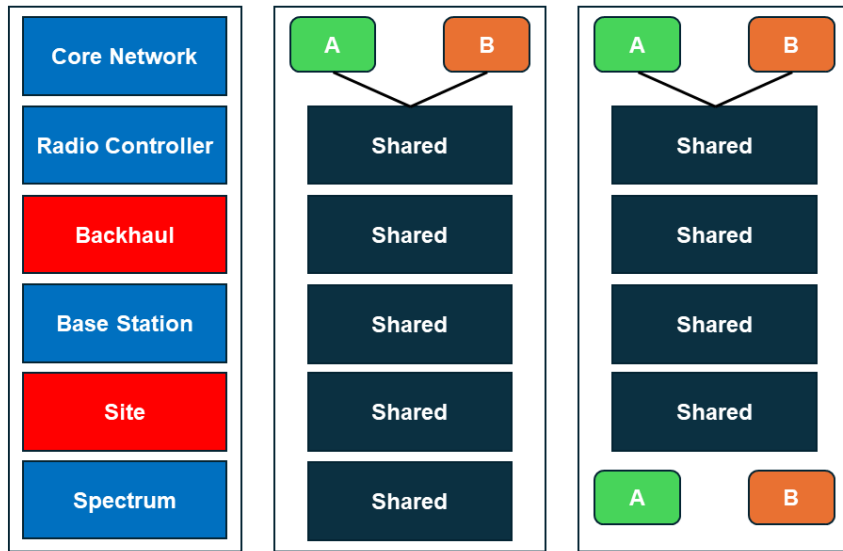 Core Network
Radio Controller
Backhaul
Base Station
Site
Spectrum
A B
Shared
Shared
Shared
Shared
Shared
A B
Shared
Shared
Shared
Shared
A B